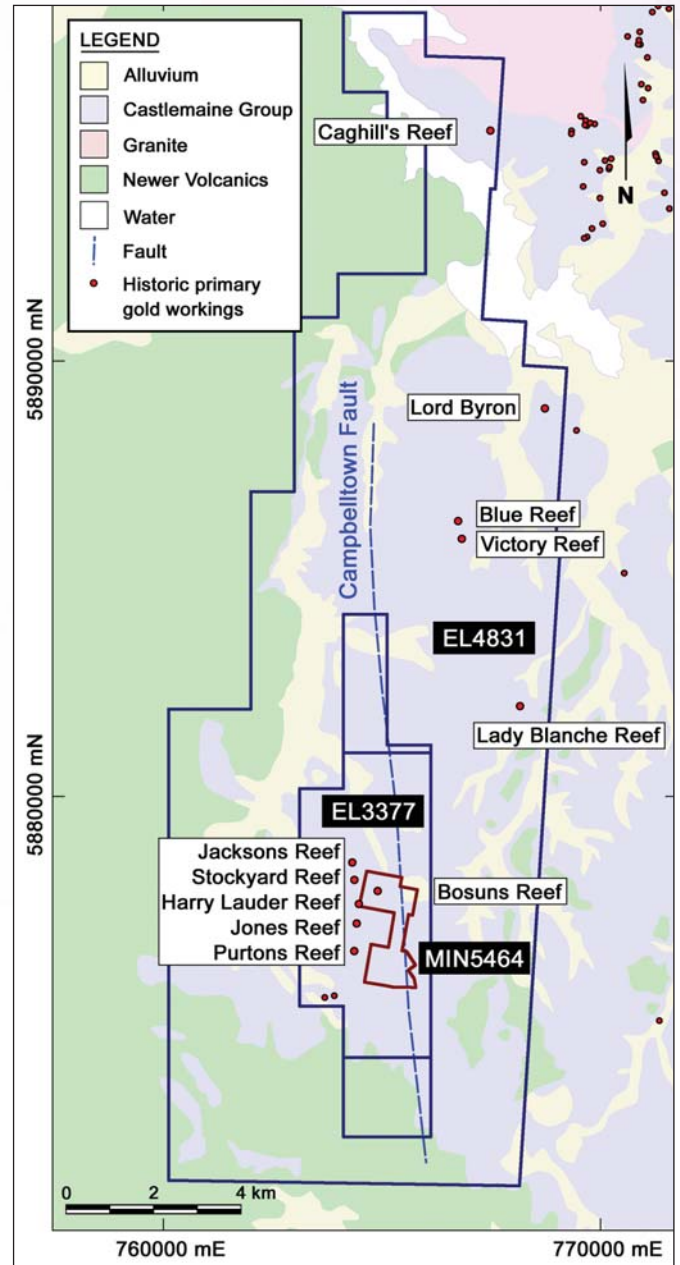 LEGEND
Alluvium
Castlemaine Group
Granite
Newer Volcanics
Water
Fault
Historic primary
gold workings
Caghill's Reef
N
5890000 mN
Lord Byron
Campbelltown Fault
Blue Reef
Victory Reef
EL4831
Lady Blanche Reef
5880000 mN
EL3377
Jacksons Reef
Stockyard Reef
Harry Lauder Reef
Jones Reef
Purtons Reef
Bosuns Reef
MIN5464
0 2 4 km
760000 mE
770000 mE